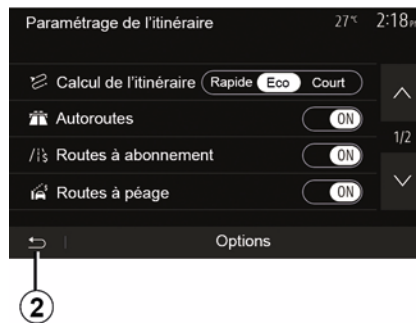 Paramétrage de l'itinéraire 27°C 2:18
Calcul de l'itinéraire Rapide Eco Court
Autoroutes ON
1/2
Routes à abonnement ON
Routes à péage ON
Options
2